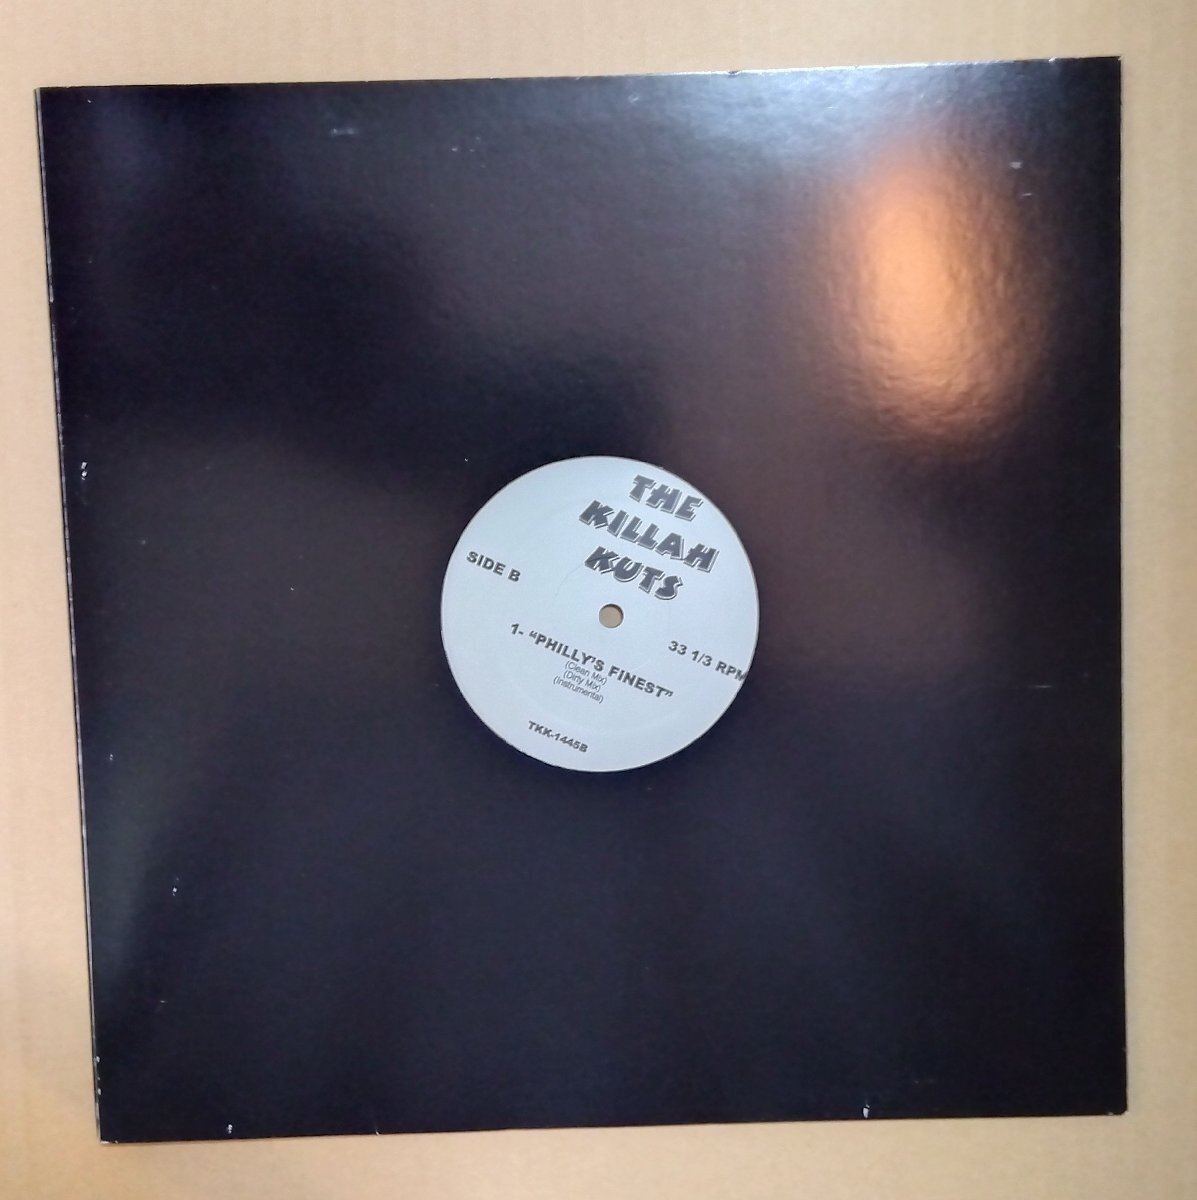 THE
KILLAH
KUTS
SIDE B
33 1/3 RPM
1- “PHILLY'S FINEST”
(Clean Mix)
(Dirty Mix)
(Instrumental)
TKK-1445B